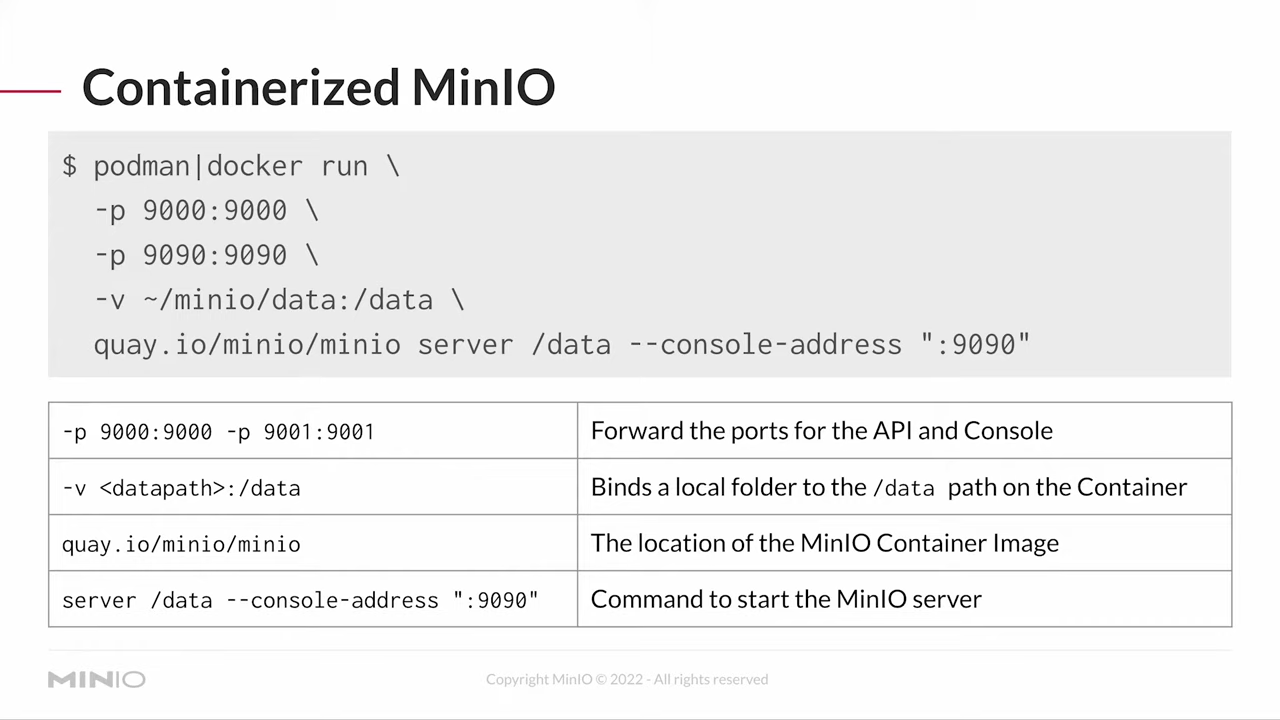 Containerized MinIO
$ podman|docker run \
-p 9000:9000 \
-p 9090:9090 \
-v ~/minio/data:/data \
quay.io/minio/minio server /data --console-address ":9090"
-p 9000:9000 -p 9001:9001 Forward the ports for the API and Console
-v <datapath>:/data Binds a local folder to the /data path on the Container
quay.io/minio/minio The location of the MinIO Container Image
server /data --console-address ":9090" Command to start the MinIO server
MINIO Copyright MinIO © 2022 - All rights reserved